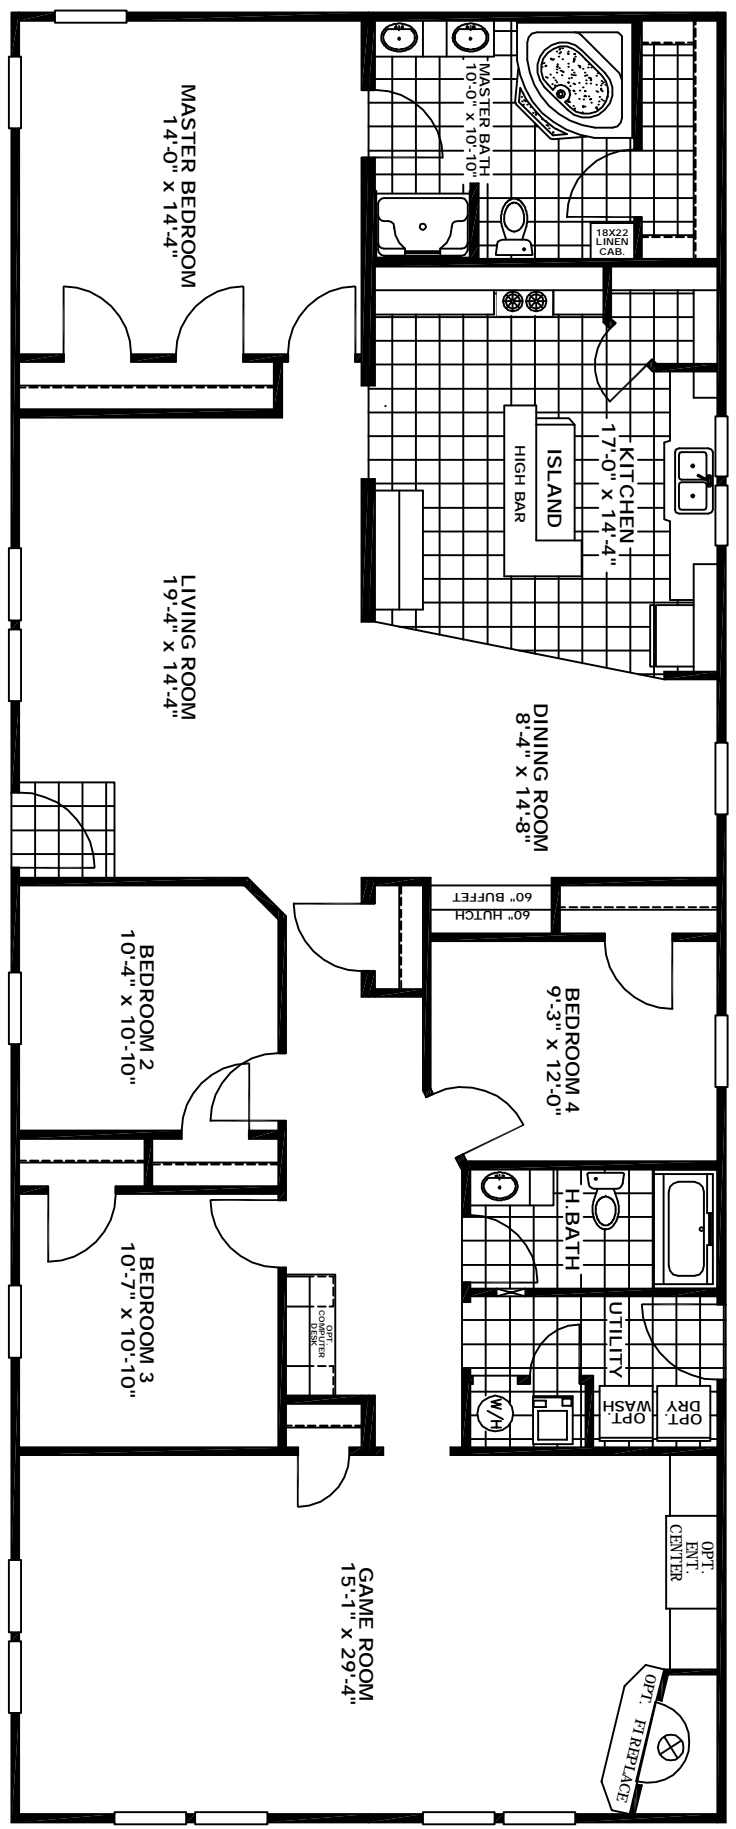 MASTER BEDROOM
14'-0" x 14'-4"
MASTER BATH
10'-0" x 10'-10"
18X22
LINEN
CAB.
KITCHEN
17'-0" x 14'-4"
ISLAND
HIGH BAR
LIVING ROOM
19'-4" x 14'-4"
DINING ROOM
8'-4" x 14'-8"
60" BUFFET
60" HUTCH
BEDROOM 2
10'-4" x 10'-10"
BEDROOM 4
9'-3" x 12'-0"
H.BATH
BEDROOM 3
10'-7" x 10'-10"
OPT
COMPUTER
DESK
UTILITY
W/H
OPT.
WASH
OPT.
DRY
GAME ROOM
15'-1" x 29'-4"
OPT.
ENT.
CENTER
OPT. FIREPLACE